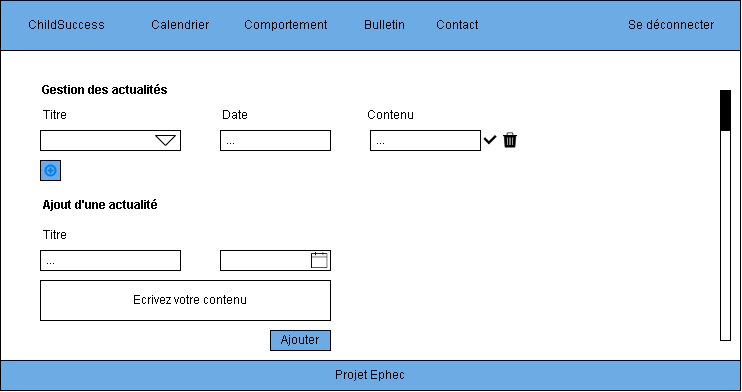 ChildSuccess Calendrier Comportement Bulletin Contact Se déconnecter
Gestion des actualités
Titre Date Contenu
... ...
Ajout d'une actualité
Titre
...
Ecrivez votre contenu
Ajouter
Projet Ephec